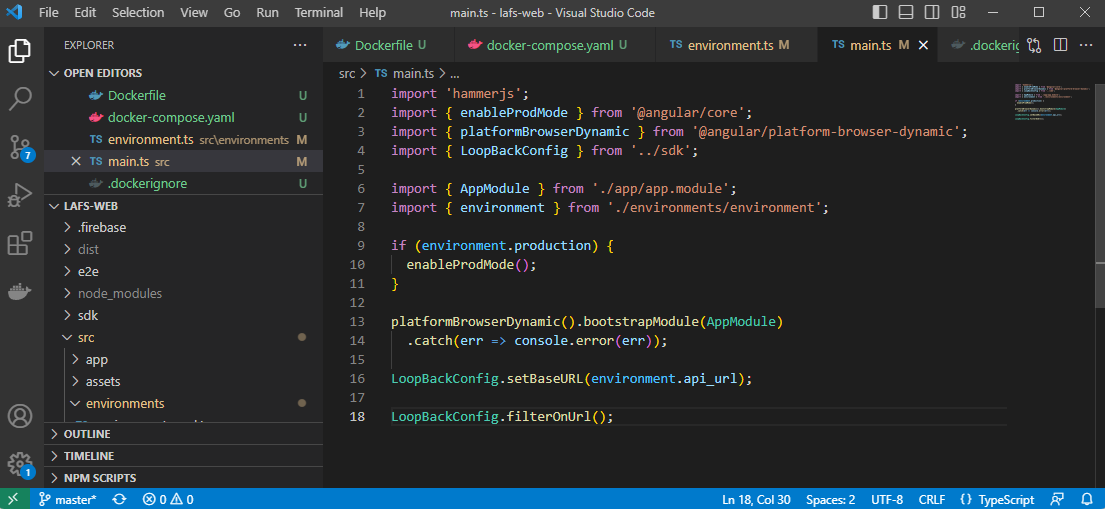 File Edit Selection View Go Run Terminal Help main.ts - lafs-web - Visual Studio Code
EXPLORER
OPEN EDITORS
Dockerfile U
docker-compose.yaml U
environment.ts src\environments M
main.ts src M
.dockerignore U
LAFS-WEB
.firebase
dist
e2e
node_modules
sdk
src
app
assets
environments
OUTLINE
TIMELINE
NPM SCRIPTS
7
1
Dockerfile U docker-compose.yaml U environment.ts M main.ts M .dockerig
src > TS main.ts > ...
1 import 'hammerjs';
2 import { enableProdMode } from '@angular/core';
3 import { platformBrowserDynamic } from '@angular/platform-browser-dynamic';
4 import { LoopBackConfig } from '../sdk';
5
6 import { AppModule } from './app/app.module';
7 import { environment } from './environments/environment';
8
9 if (environment.production) {
10 enableProdMode();
11 }
12
13 platformBrowserDynamic().bootstrapModule(AppModule)
14 .catch(err => console.error(err));
15
16 LoopBackConfig.setBaseURL(environment.api_url);
17
18 LoopBackConfig.filterOnUrl();
master* 0 0 Ln 18, Col 30 Spaces: 2 UTF-8 CRLF {} TypeScript